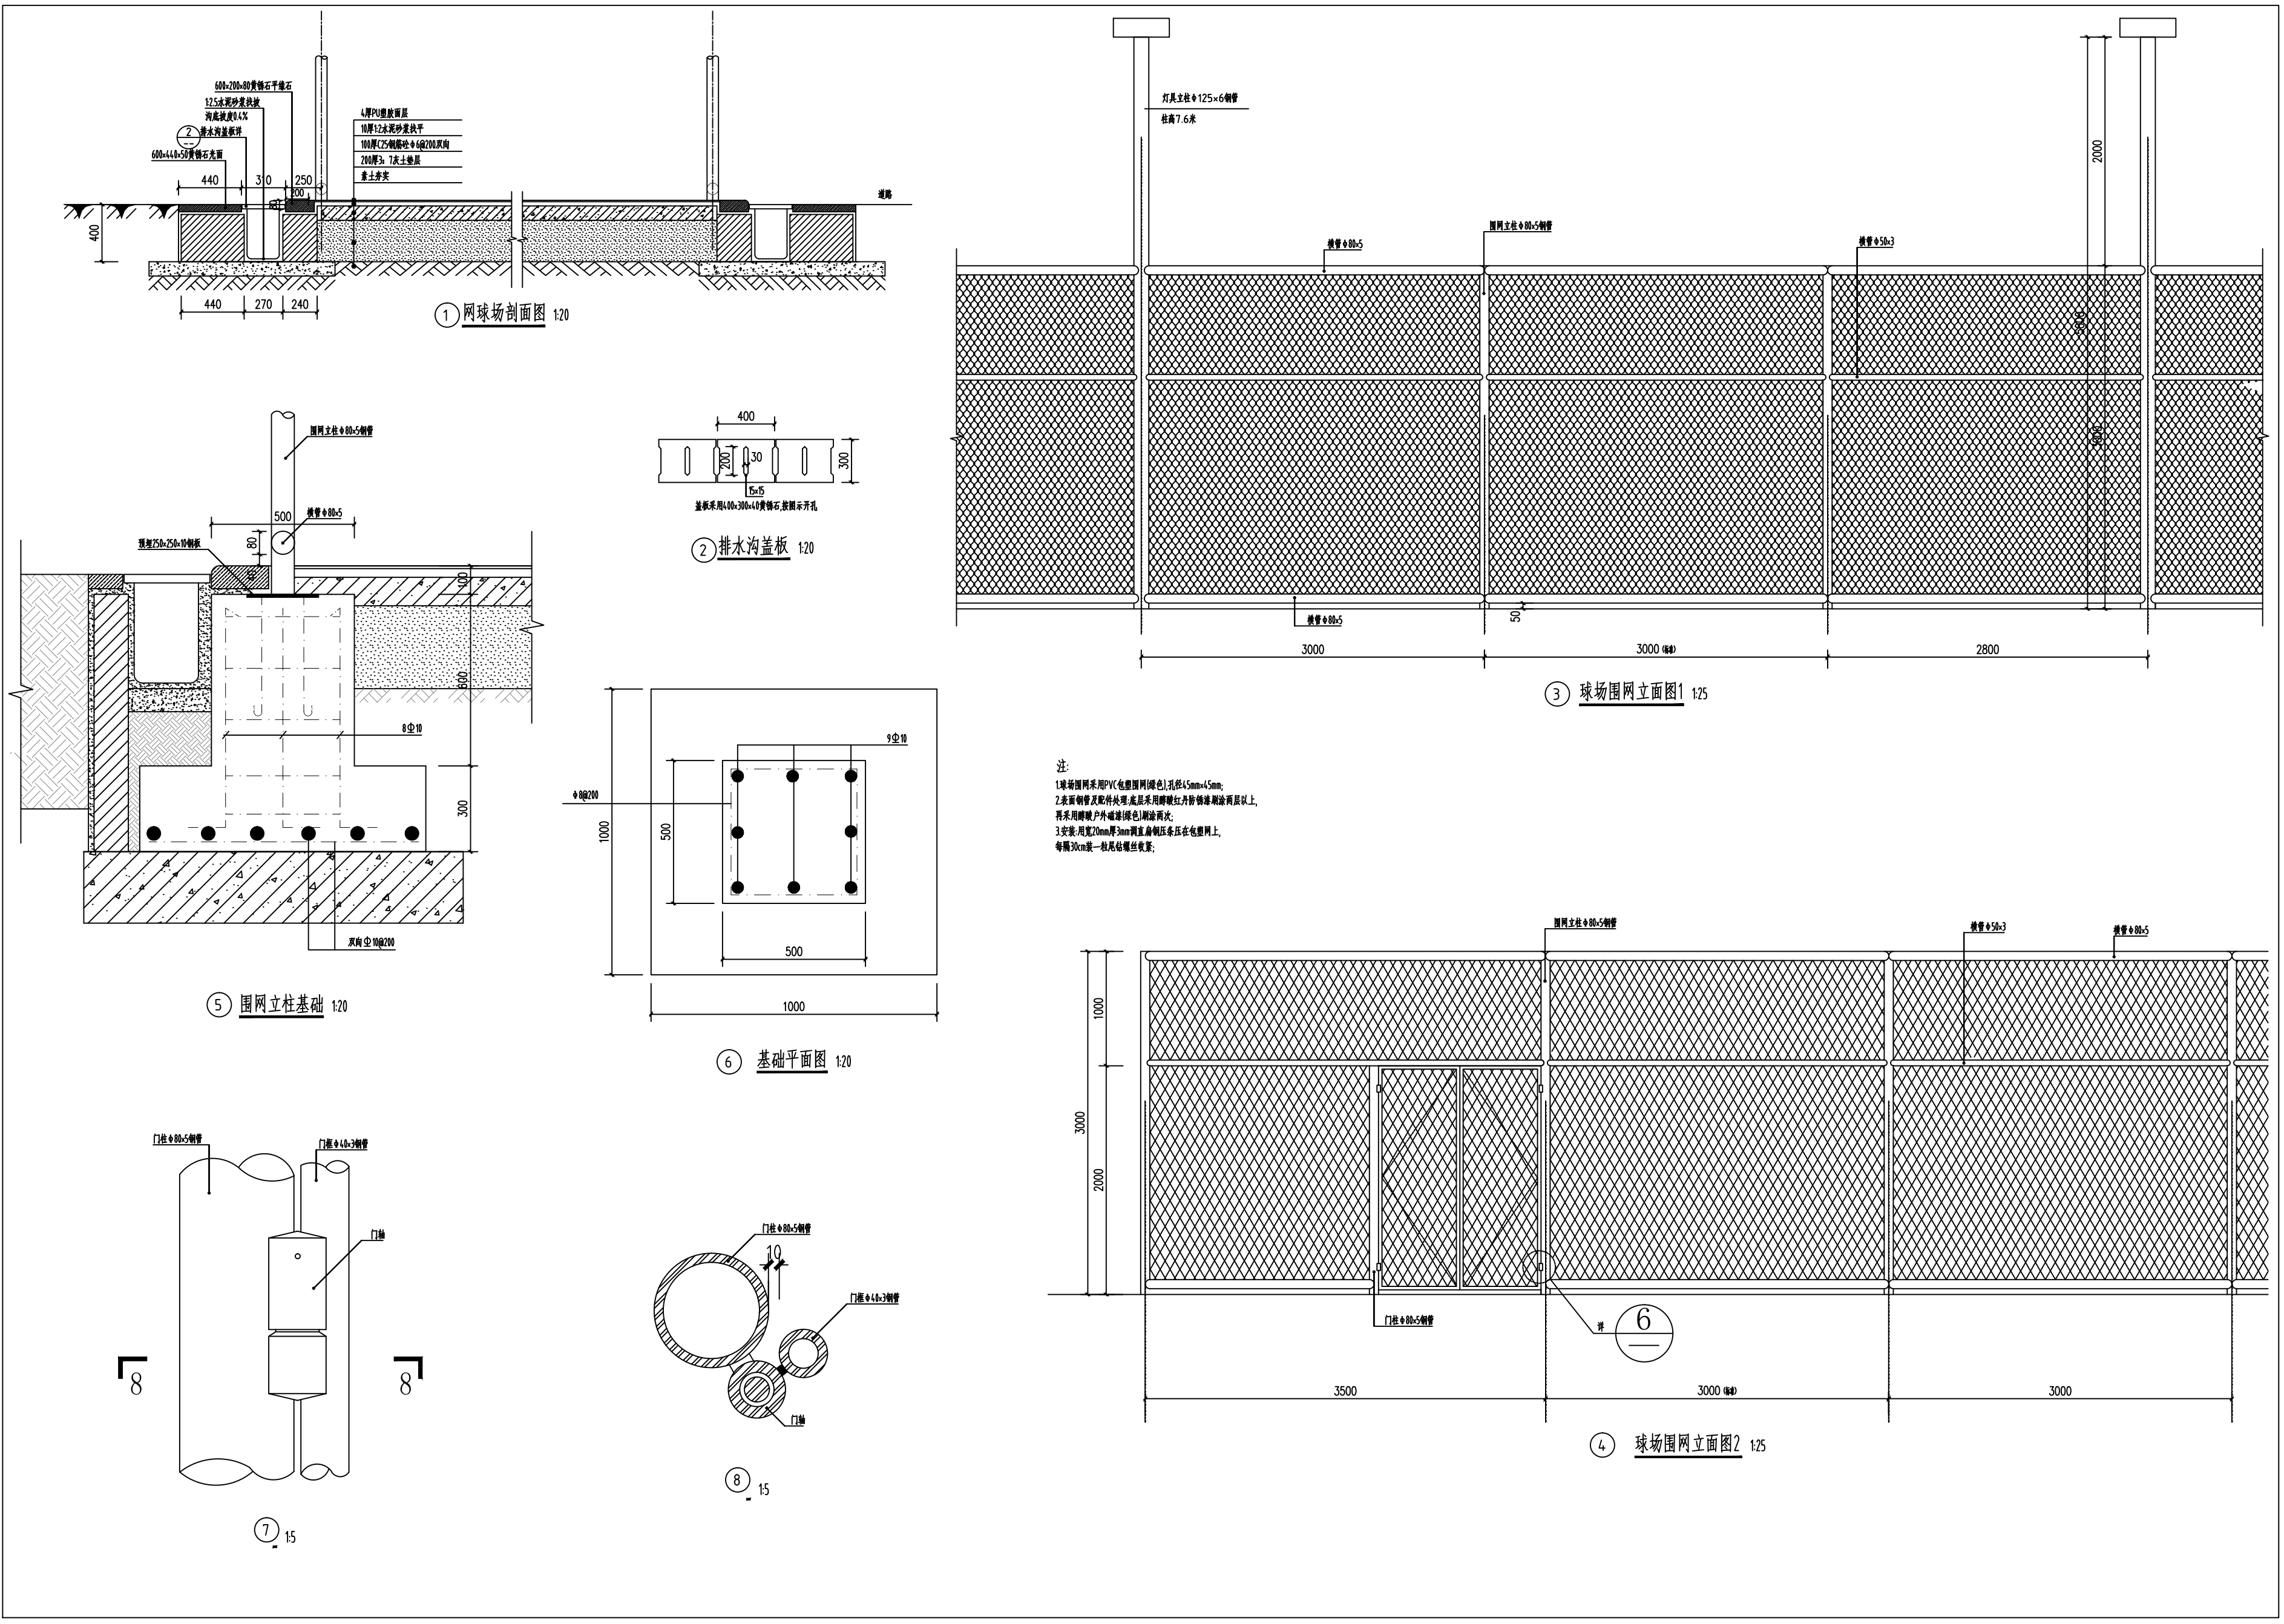 600×200×80黄锈石平缘石
1:2.5水泥砂浆扶坡
沟底坡度0.4%
2
排水沟盖板详
600×440×50黄锈石光面
440
310
250
200
400
440
270
240
4厚PU塑胶面层
10厚1:2水泥砂浆扶平
100厚C25钢筋砼Φ6@200双向
200厚3：7灰土垫层
素土夯实
道路
1 网球场剖面图 1:20
400
200
30
300
15×15
盖板采用400×300×40黄锈石,按图示开孔
2 排水沟盖板 1:20
灯具立柱Φ125×6钢管
柱高7.6米
2000
横管Φ80×5
围网立柱Φ80×5钢管
横管Φ50×3
横管Φ80×5
50
3000
3000 (标准)
2800
3 球场围网立面图1 1:25
围网立柱Φ80×5钢管
500
横管Φ80×5
80
预埋250×250×10钢板
100
600
8Φ10
300
双向Φ10@200
5 围网立柱基础 1:20
9Φ10
Φ8@200
1000
500
500
1000
6 基础平面图 1:20
注:
1.球场围网采用PVC包塑围网(绿色),孔径45mm×45mm;
2.表面钢管及配件处理:底层采用醇酸红丹防锈漆刷涂两层以上,
再采用醇酸户外磁漆(绿色)刷涂两次;
3.安装:用宽20mm厚3mm调直扁钢压条压在包塑网上,
每隔30cm装一粒尾钻螺丝收紧;
围网立柱Φ80×5钢管
横管Φ50×3
横管Φ80×5
1000
3000
2000
门柱Φ80×5钢管
详
6
3500
3000 (标准)
3000
4 球场围网立面图2 1:25
门柱Φ80×5钢管
门框Φ40×3钢管
门轴
8
8
7 1:5
门柱Φ80×5钢管
10
门框Φ40×3钢管
门轴
8 1:5